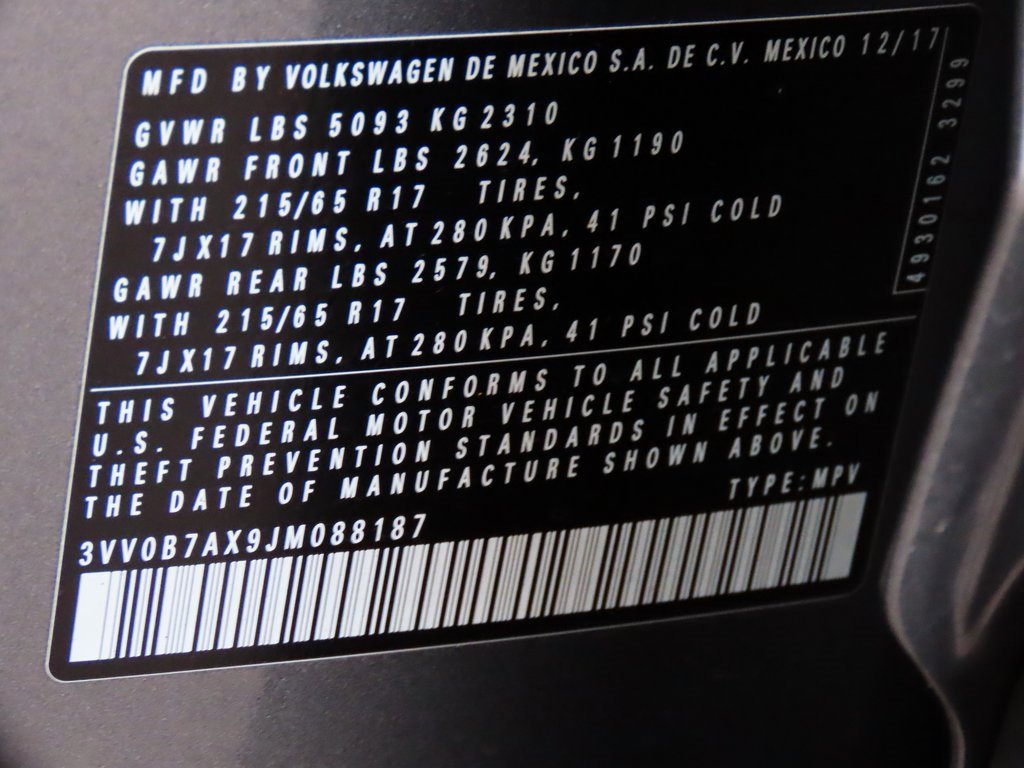 MFD BY VOLKSWAGEN DE MEXICO S.A. DE C.V. MEXICO 12/17
GVWR LBS 5093 KG 2310
GAWR FRONT LBS 2624, KG 1190
WITH 215/65 R17 TIRES,
7JX17 RIMS, AT 280 KPA, 41 PSI COLD
GAWR REAR LBS 2579, KG 1170
WITH 215/65 R17 TIRES,
7JX17 RIMS, AT 280 KPA, 41 PSI COLD
4930162 3299
THIS VEHICLE CONFORMS TO ALL APPLICABLE
U.S. FEDERAL MOTOR VEHICLE SAFETY AND
THEFT PREVENTION STANDARDS IN EFFECT ON
THE DATE OF MANUFACTURE SHOWN ABOVE.
TYPE: MPV
3VV0B7AX9JM088187